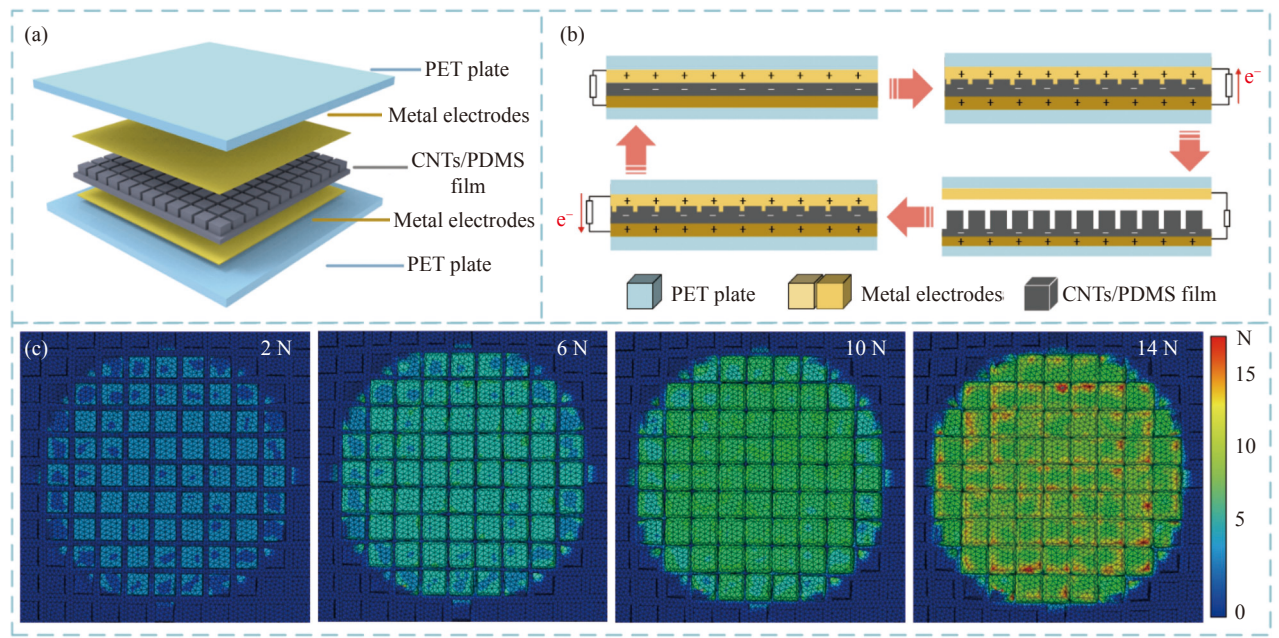 (a)
PET plate
Metal electrodes
CNTs/PDMS
film
Metal electrodes
PET plate
(b)
+ + + + + + + + +
− − − − − − − − −
+ + + + + + + + +
− − − − − − − − −
+ + + + + + + + +
e⁻
e⁻
+ + + + + + + + +
− − − − − − − − −
+ + + + + + + + +
− − − − − − − − −
+ + + + + + + + +
PET plate
Metal electrodes
CNTs/PDMS film
(c)
2 N
6 N
10 N
14 N
N
15
10
5
0